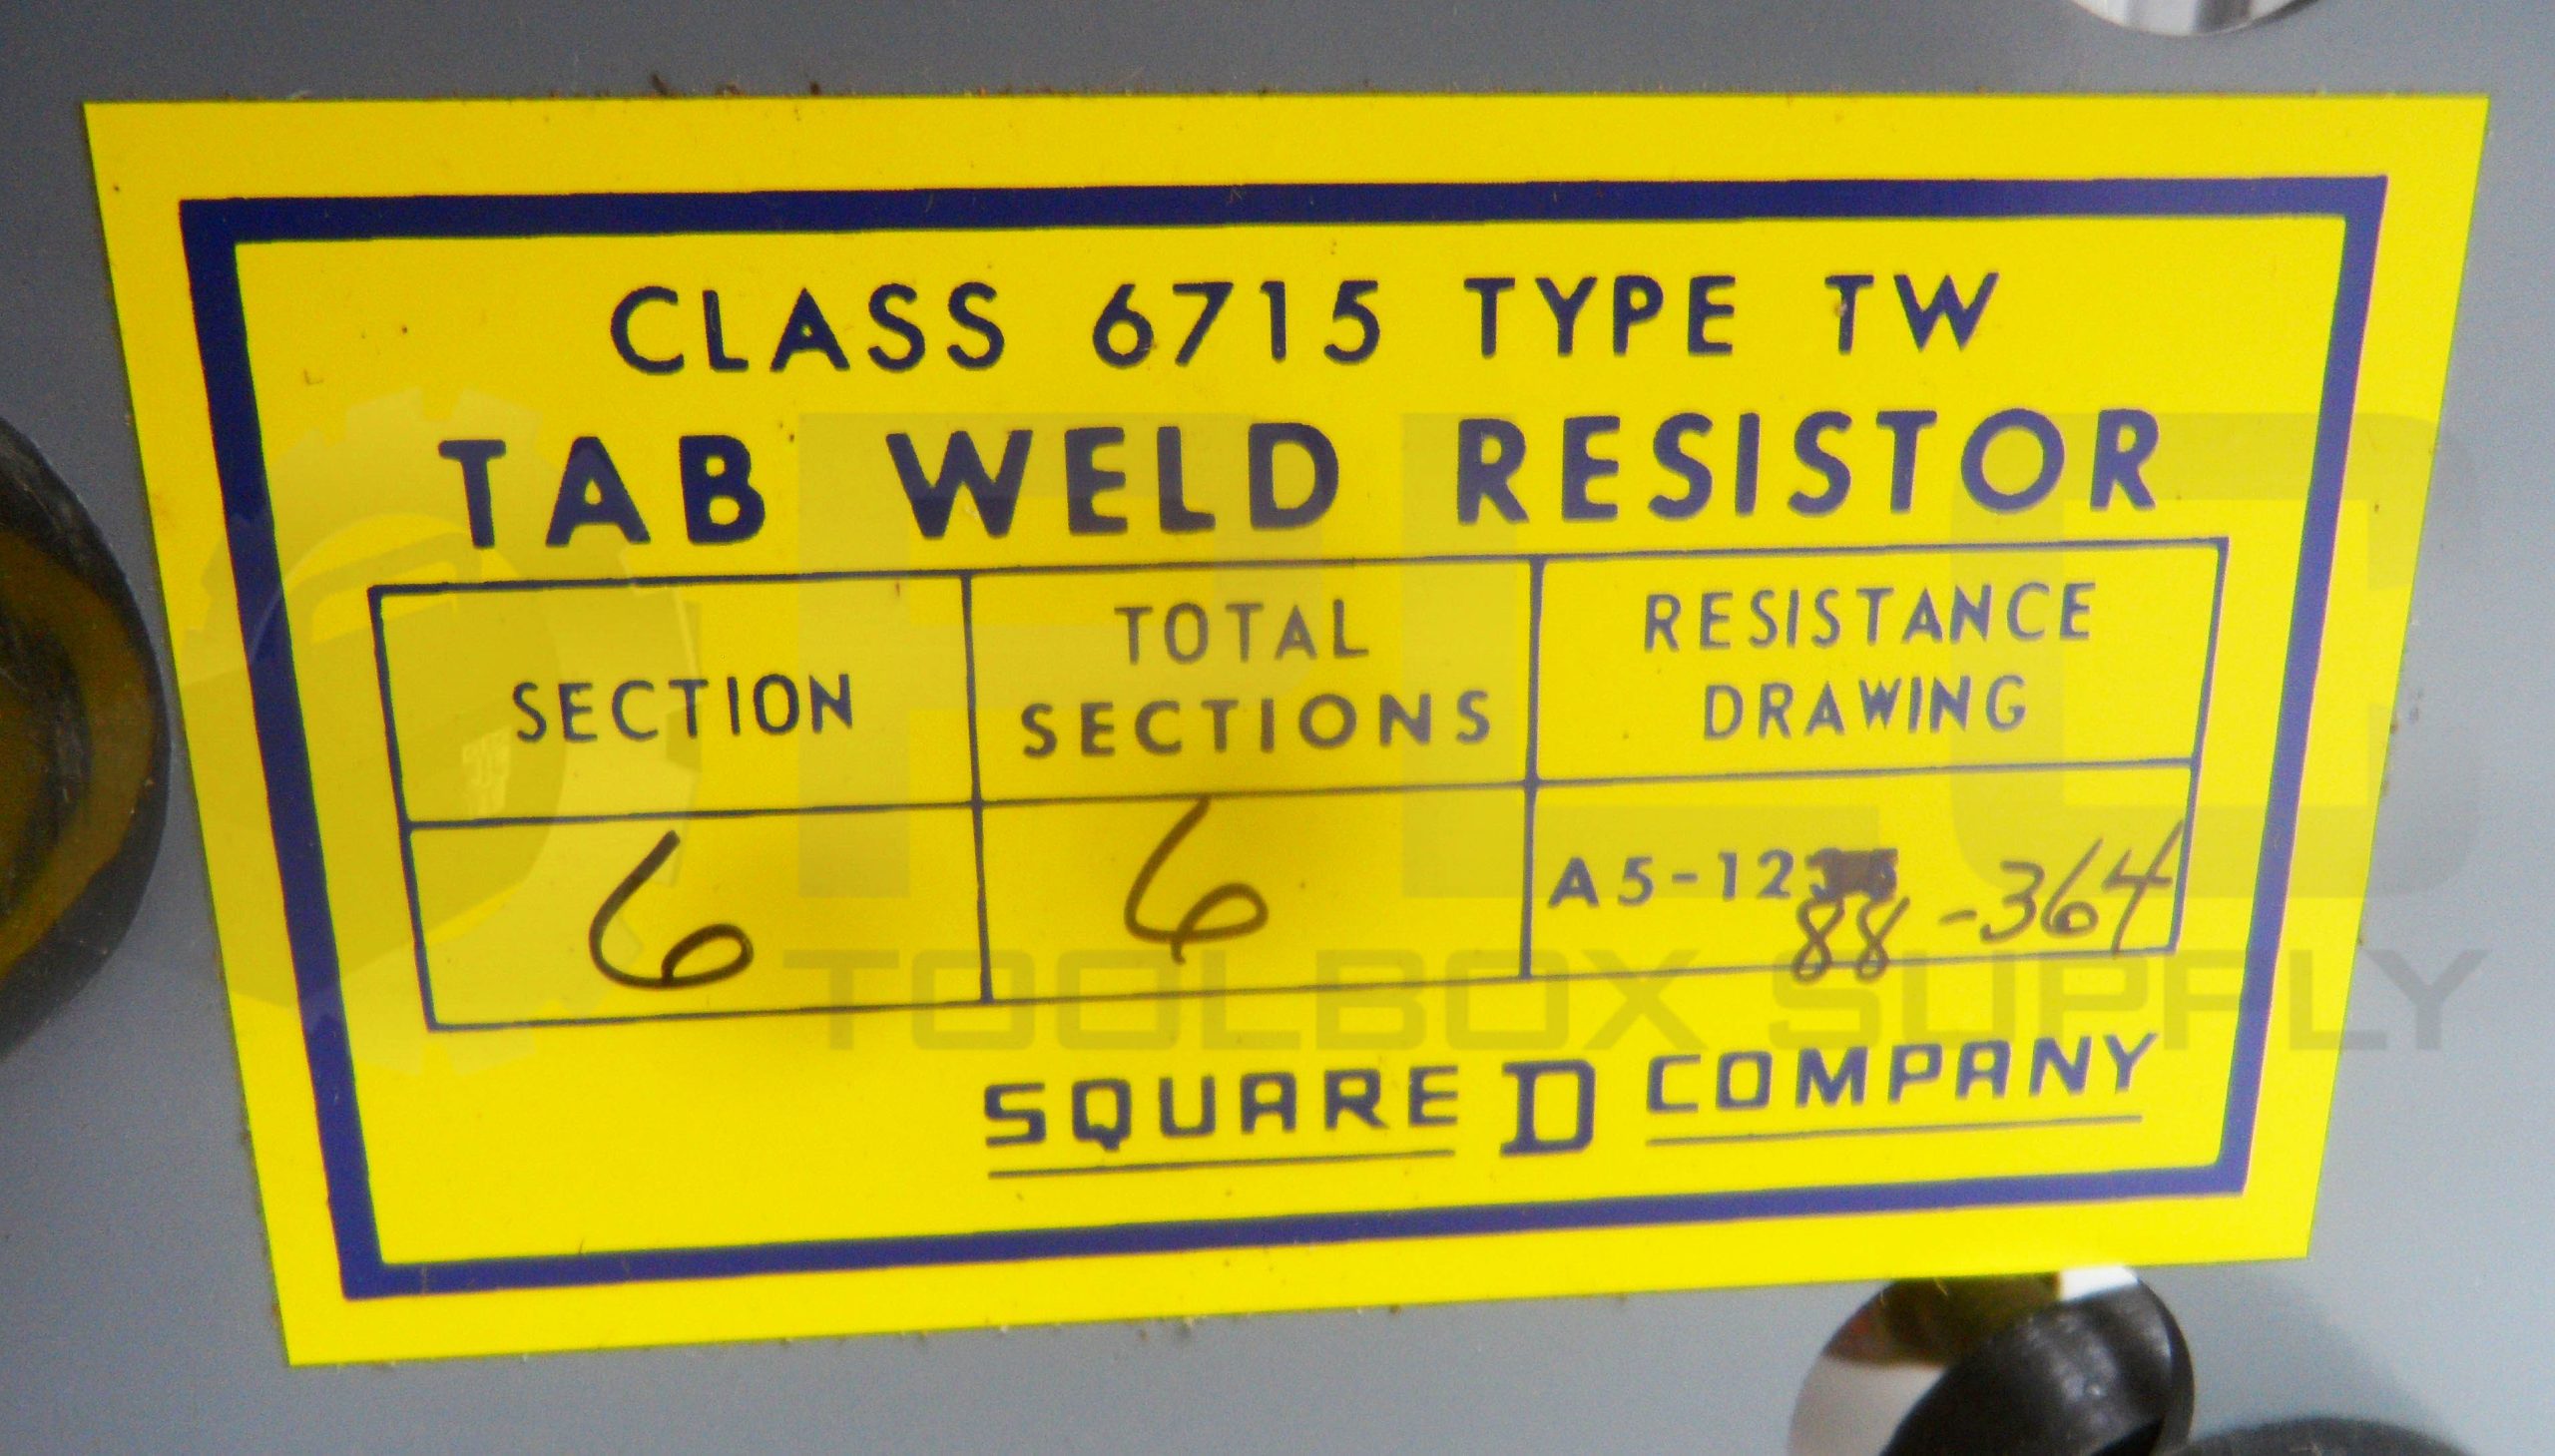 CLASS 6715 TYPE TW
TAB WELD RESISTOR
SECTION
TOTAL
SECTIONS
RESISTANCE
DRAWING
6
6
A5-12
88 -364
SQUARE D COMPANY
PLC
TOOLBOX SUPPLY